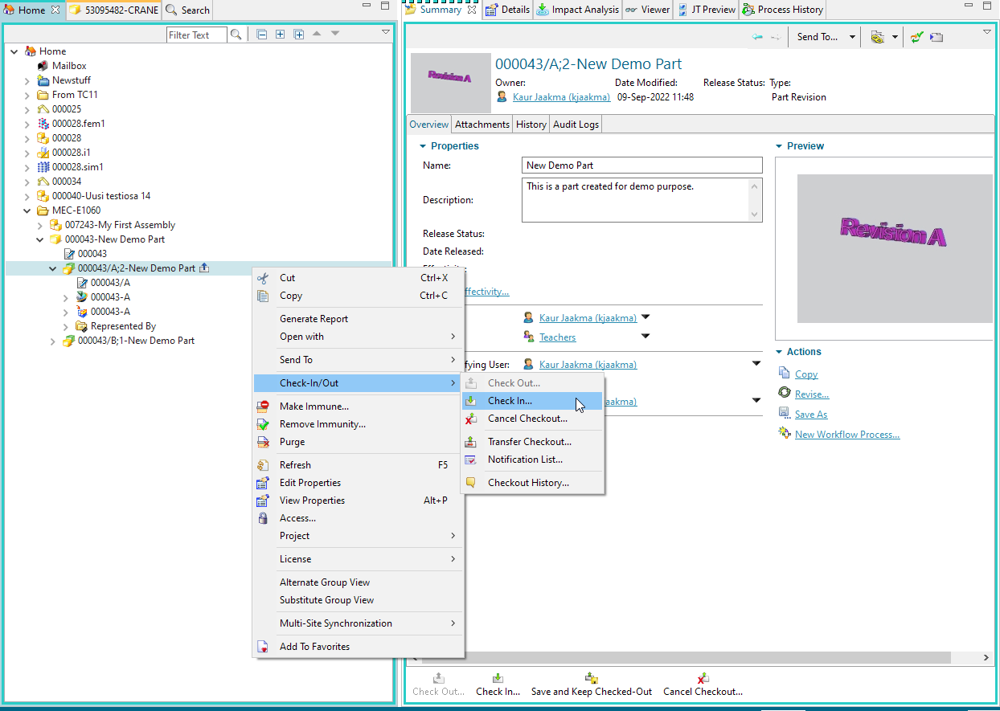 Home
53095482-CRANE
Search
Filter Text
Home
Mailbox
Newstuff
From TC11
000025
000028.fem1
000028
000028.i1
000028.sim1
000034
000040-Uusi testiosa 14
MEC-E1060
007243-My First Assembly
000043-New Demo Part
000043
000043/A;2-New Demo Part
000043/A
000043-A
000043-A
Represented By
000043/B;1-New Demo Part
Cut Ctrl+X
Copy Ctrl+C
Generate Report
Open with
Send To
Check-In/Out
Make Immune...
Remove Immunity...
Purge
Refresh F5
Edit Properties
View Properties Alt+P
Access...
Project
License
Alternate Group View
Substitute Group View
Multi-Site Synchronization
Add To Favorites
Check Out...
Check In...
Cancel Checkout...
Transfer Checkout...
Notification List...
Checkout History...
Summary
Details
Impact Analysis
Viewer
JT Preview
Process History
Send To...
Revision A
000043/A;2-New Demo Part
Owner: Date Modified: Release Status: Type:
Kaur Jaakma (kjaakma) 09-Sep-2022 11:48 Part Revision
Overview Attachments History Audit Logs
Properties
Name: New Demo Part
Description: This is a part created for demo purpose.
Release Status:
Date Released:
ffectivity...
Kaur Jaakma (kjaakma)
Teachers
fying User: Kaur Jaakma (kjaakma)
aakma)
Preview
Revision A
Actions
Copy
Revise...
Save As
New Workflow Process...
Check Out... Check In... Save and Keep Checked-Out Cancel Checkout...